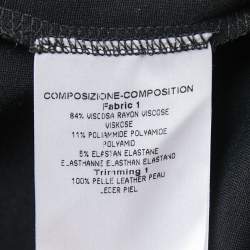 COMPOSIZIONE-COMPOSITION
Fabric 1
84% VISCOSA RAYON VISCOSE
VISKOSE
11% POLIAMMIDE POLYAMIDE
POLYAMID
5% ELASTAN ELASTANE
ELASTHANNE ELASTHAN ELASTAND
Trimming 1
100% PELLE LEATHER PEAU
LEDER PIEL